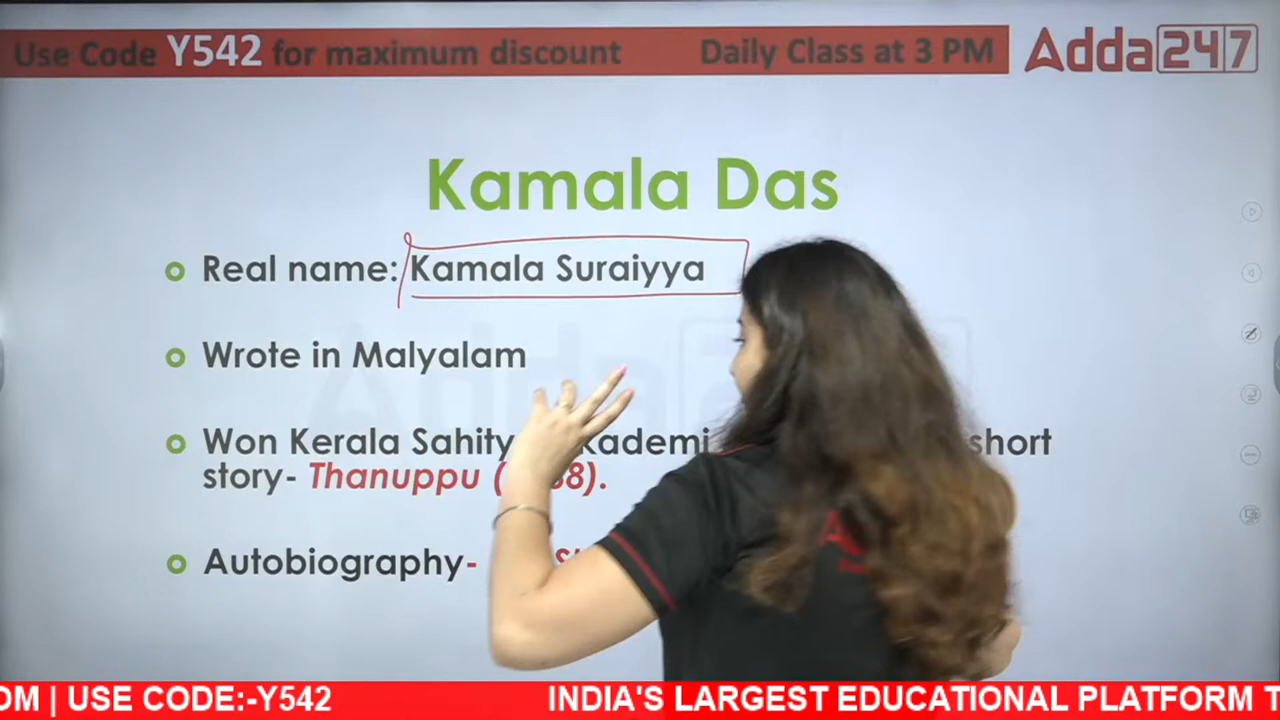 Use Code Y542 for maximum discount Daily Class at 3 PM Adda247
Kamala Das
Real name: Kamala Suraiyya
Wrote in Malyalam
Won Kerala short
story- Thanuppu
Autobiography-
OM | USE CODE:-Y542 INDIA'S LARGEST EDUCATIONAL PLATFORM